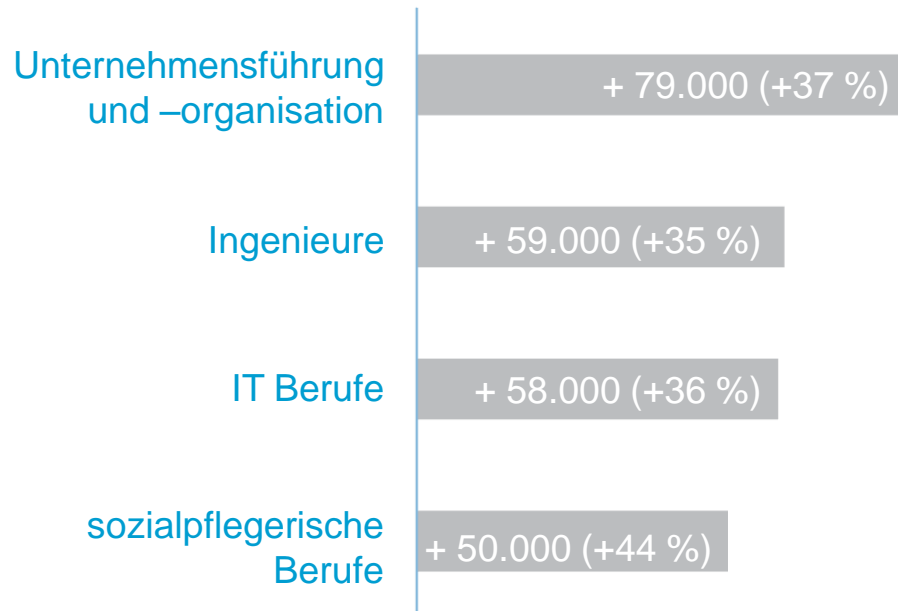 Unternehmensführung
und –organisation
+ 79.000 (+37 %)
Ingenieure
+ 59.000 (+35 %)
IT Berufe
+ 58.000 (+36 %)
sozialpflegerische
Berufe
+ 50.000 (+44 %)